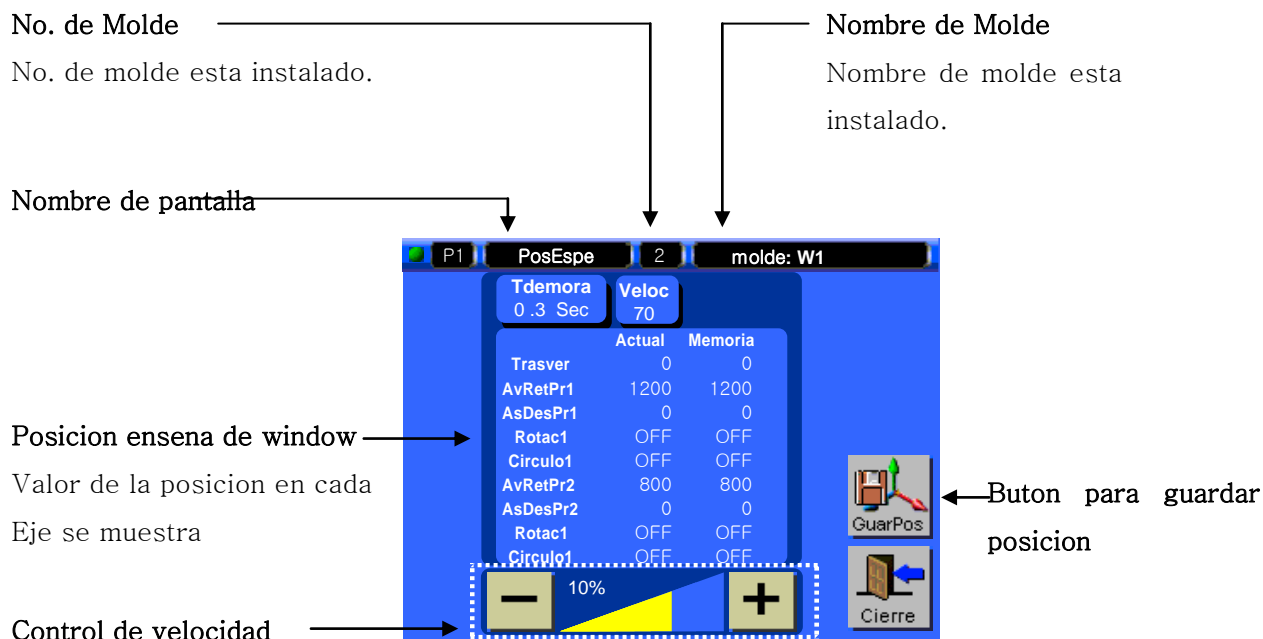 No. de Molde
No. de molde esta instalado.
Nombre de Molde
Nombre de molde esta
instalado.
Nombre de pantalla
P1 PosEspe 2 molde: W1
Tdemora Veloc
0 .3 Sec 70
Actual Memoria
Trasver 0 0
AvRetPr1 1200 1200
AsDesPr1 0 0
Rotac1 OFF OFF
Circulo1 OFF OFF
AvRetPr2 800 800
AsDesPr2 0 0
Rotac1 OFF OFF
Circulo1 OFF OFF
Posicion ensena de window
Valor de la posicion en cada
Eje se muestra
GuarPos
Buton para guardar
posicion
− 10% +
Cierre
Control de velocidad